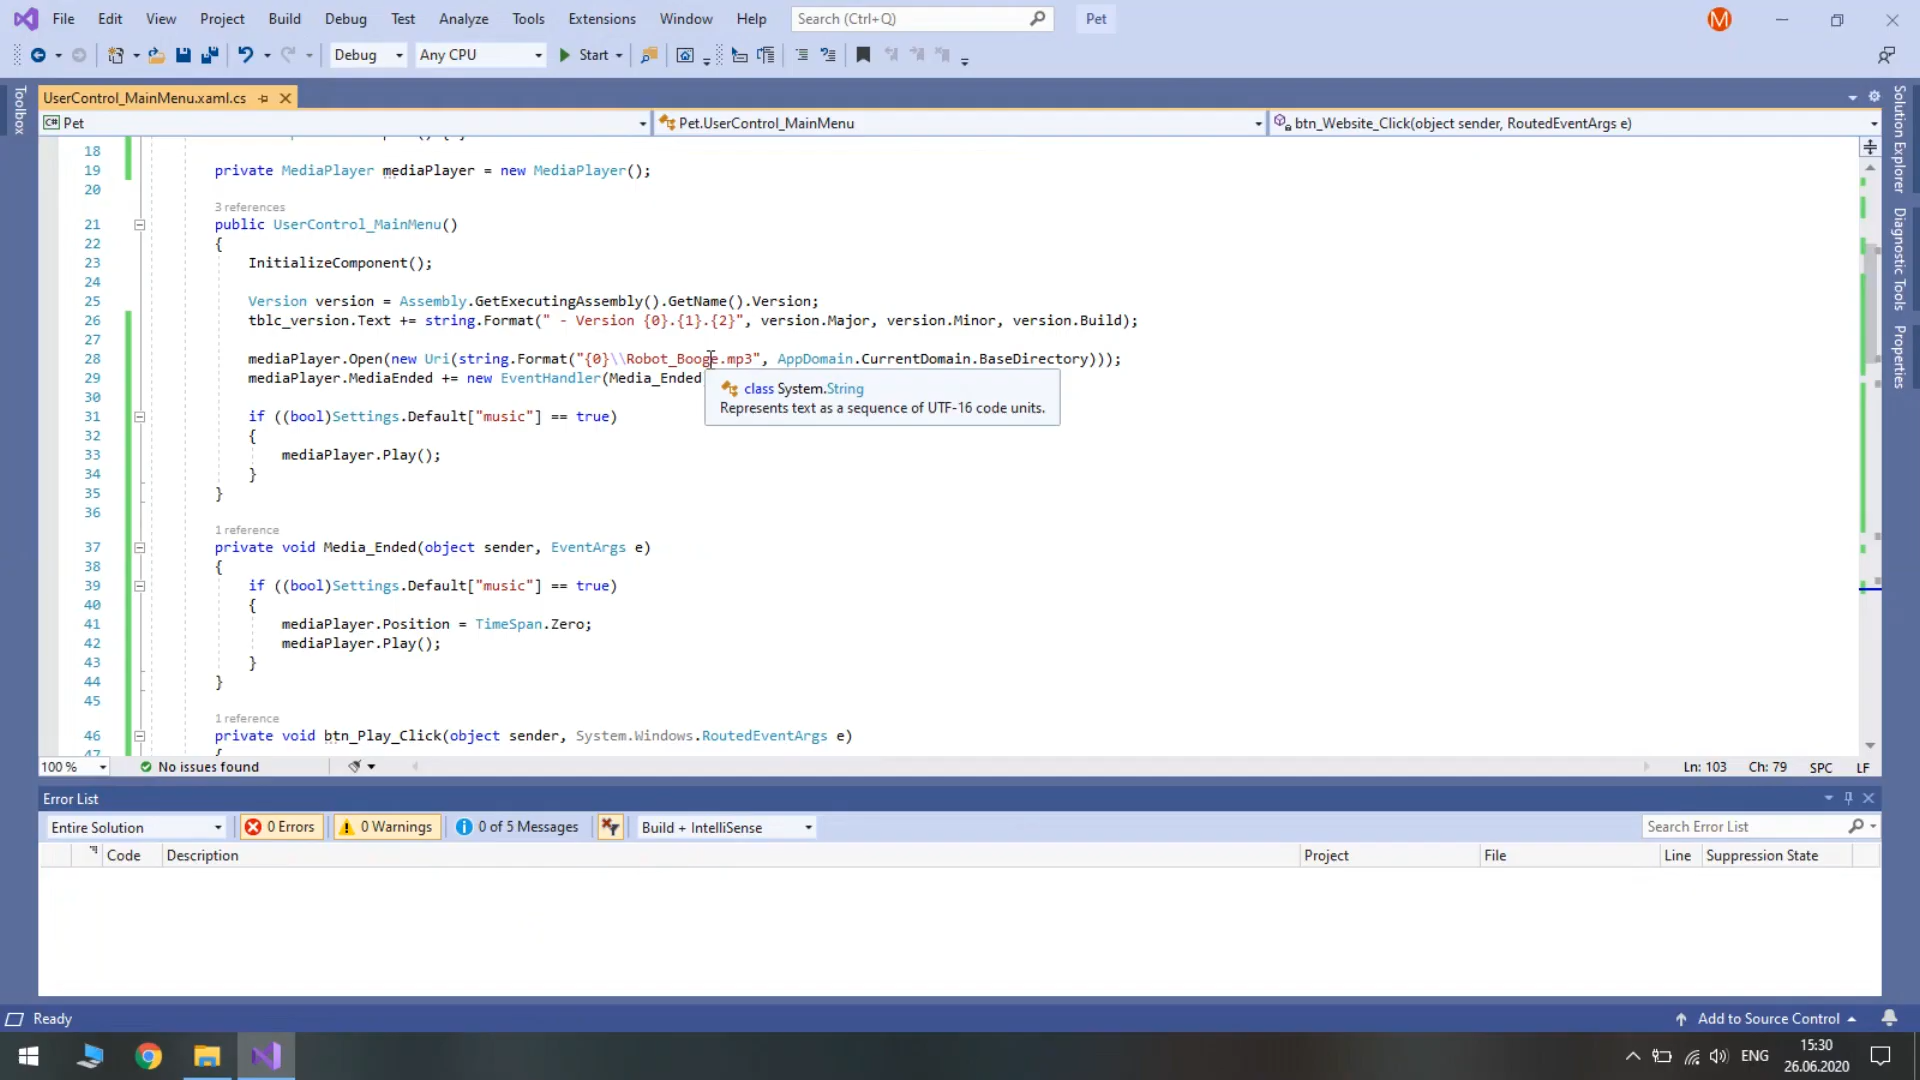 File Edit View Project Build Debug Test Analyze Tools Extensions Window Help Search (Ctrl+Q) Pet M
Debug Any CPU Start
Toolbox
UserControl_MainMenu.xaml.cs
C# Pet Pet.UserControl_MainMenu btn_Website_Click(object sender, RoutedEventArgs e)
18
19 private MediaPlayer mediaPlayer = new MediaPlayer();
20
3 references
21 public UserControl_MainMenu()
22 {
23 InitializeComponent();
24
25 Version version = Assembly.GetExecutingAssembly().GetName().Version;
26 tblc_version.Text += string.Format(" - Version {0}.{1}.{2}", version.Major, version.Minor, version.Build);
27
28 mediaPlayer.Open(new Uri(string.Format("{0}\\Robot_Booge.mp3", AppDomain.CurrentDomain.BaseDirectory)));
29 mediaPlayer.MediaEnded += new EventHandler(Media_Ended
class System.String
Represents text as a sequence of UTF-16 code units.
30
31 if ((bool)Settings.Default["music"] == true)
32 {
33 mediaPlayer.Play();
34 }
35 }
36
1 reference
37 private void Media_Ended(object sender, EventArgs e)
38 {
39 if ((bool)Settings.Default["music"] == true)
40 {
41 mediaPlayer.Position = TimeSpan.Zero;
42 mediaPlayer.Play();
43 }
44 }
45
1 reference
46 private void btn_Play_Click(object sender, System.Windows.RoutedEventArgs e)
47 {
100 % No issues found Ln: 103 Ch: 79 SPC LF
Solution Explorer
Diagnostic Tools
Properties
Error List
Entire Solution 0 Errors 0 Warnings 0 of 5 Messages Build + IntelliSense Search Error List
Code Description Project File Line Suppression State
Ready Add to Source Control
ENG 15:30
26.06.2020